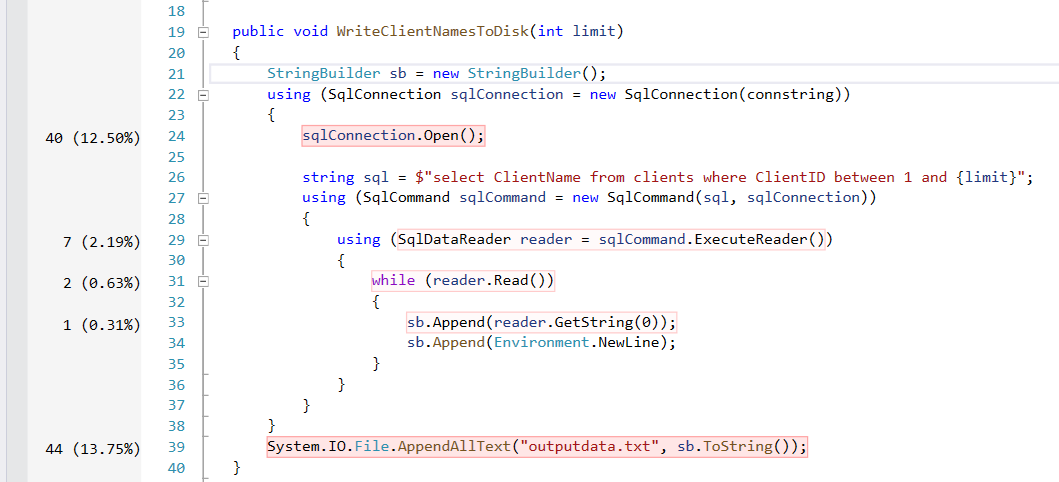 18
19 public void WriteClientNamesToDisk(int limit)
20 {
21 StringBuilder sb = new StringBuilder();
22 using (SqlConnection sqlConnection = new SqlConnection(connstring))
23 {
40 (12.50%) 24 sqlConnection.Open();
25
26 string sql = $"select ClientName from clients where ClientID between 1 and {limit}";
27 using (SqlCommand sqlCommand = new SqlCommand(sql, sqlConnection))
28 {
7 (2.19%) 29 using (SqlDataReader reader = sqlCommand.ExecuteReader())
30 {
2 (0.63%) 31 while (reader.Read())
32 {
1 (0.31%) 33 sb.Append(reader.GetString(0));
34 sb.Append(Environment.NewLine);
35 }
36 }
37 }
38 }
44 (13.75%) 39 System.IO.File.AppendAllText("outputdata.txt", sb.ToString());
40 }